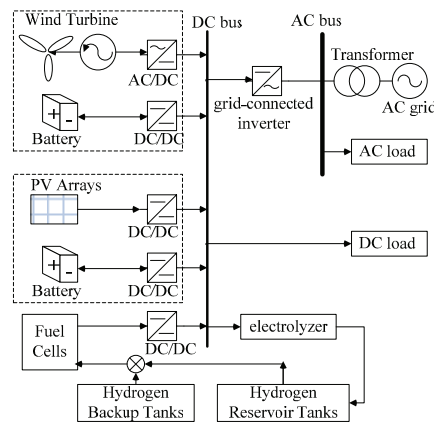 Wind Turbine
DC bus
AC bus
AC/DC
Transformer
grid-connected
inverter
AC grid
Battery
DC/DC
+
-
AC load
PV Arrays
DC/DC
DC load
+
-
Battery
DC/DC
Fuel
Cells
DC/DC
electrolyzer
Hydrogen
Backup Tanks
Hydrogen
Reservoir Tanks